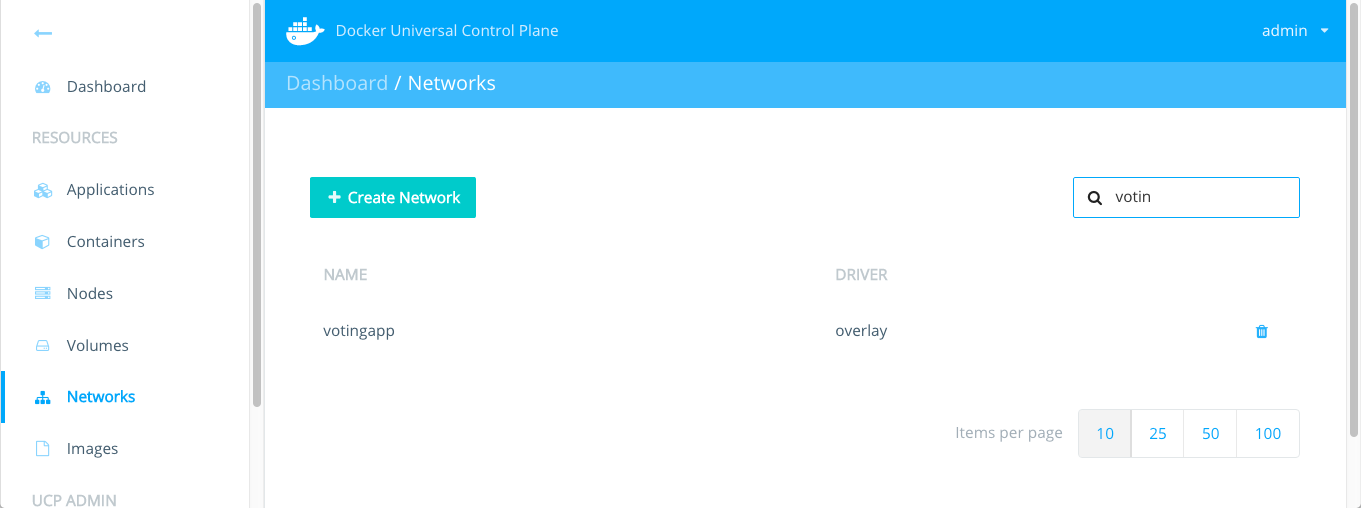 Docker Universal Control Plane
admin
Dashboard / Networks
Dashboard
RESOURCES
Applications
Containers
Nodes
Volumes
Networks
Images
UCP ADMIN
+ Create Network
votin
NAME DRIVER
votingapp overlay
Items per page 10 25 50 100